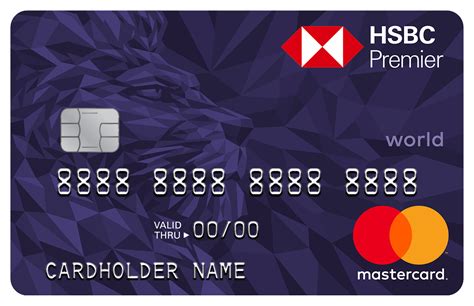 HSBC
Premier
world
8888 8888 8888 8888
VALID
THRU 00/00
CARDHOLDER NAME
mastercard.